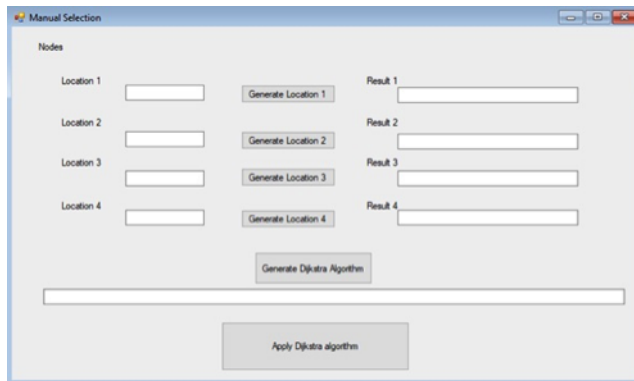 Manual Selection
Nodes
Location 1
Generate Location 1
Result 1
Location 2
Generate Location 2
Result 2
Location 3
Generate Location 3
Result 3
Location 4
Generate Location 4
Result 4
Generate Dijkstra Algorithm
Apply Dijkstra algorithm